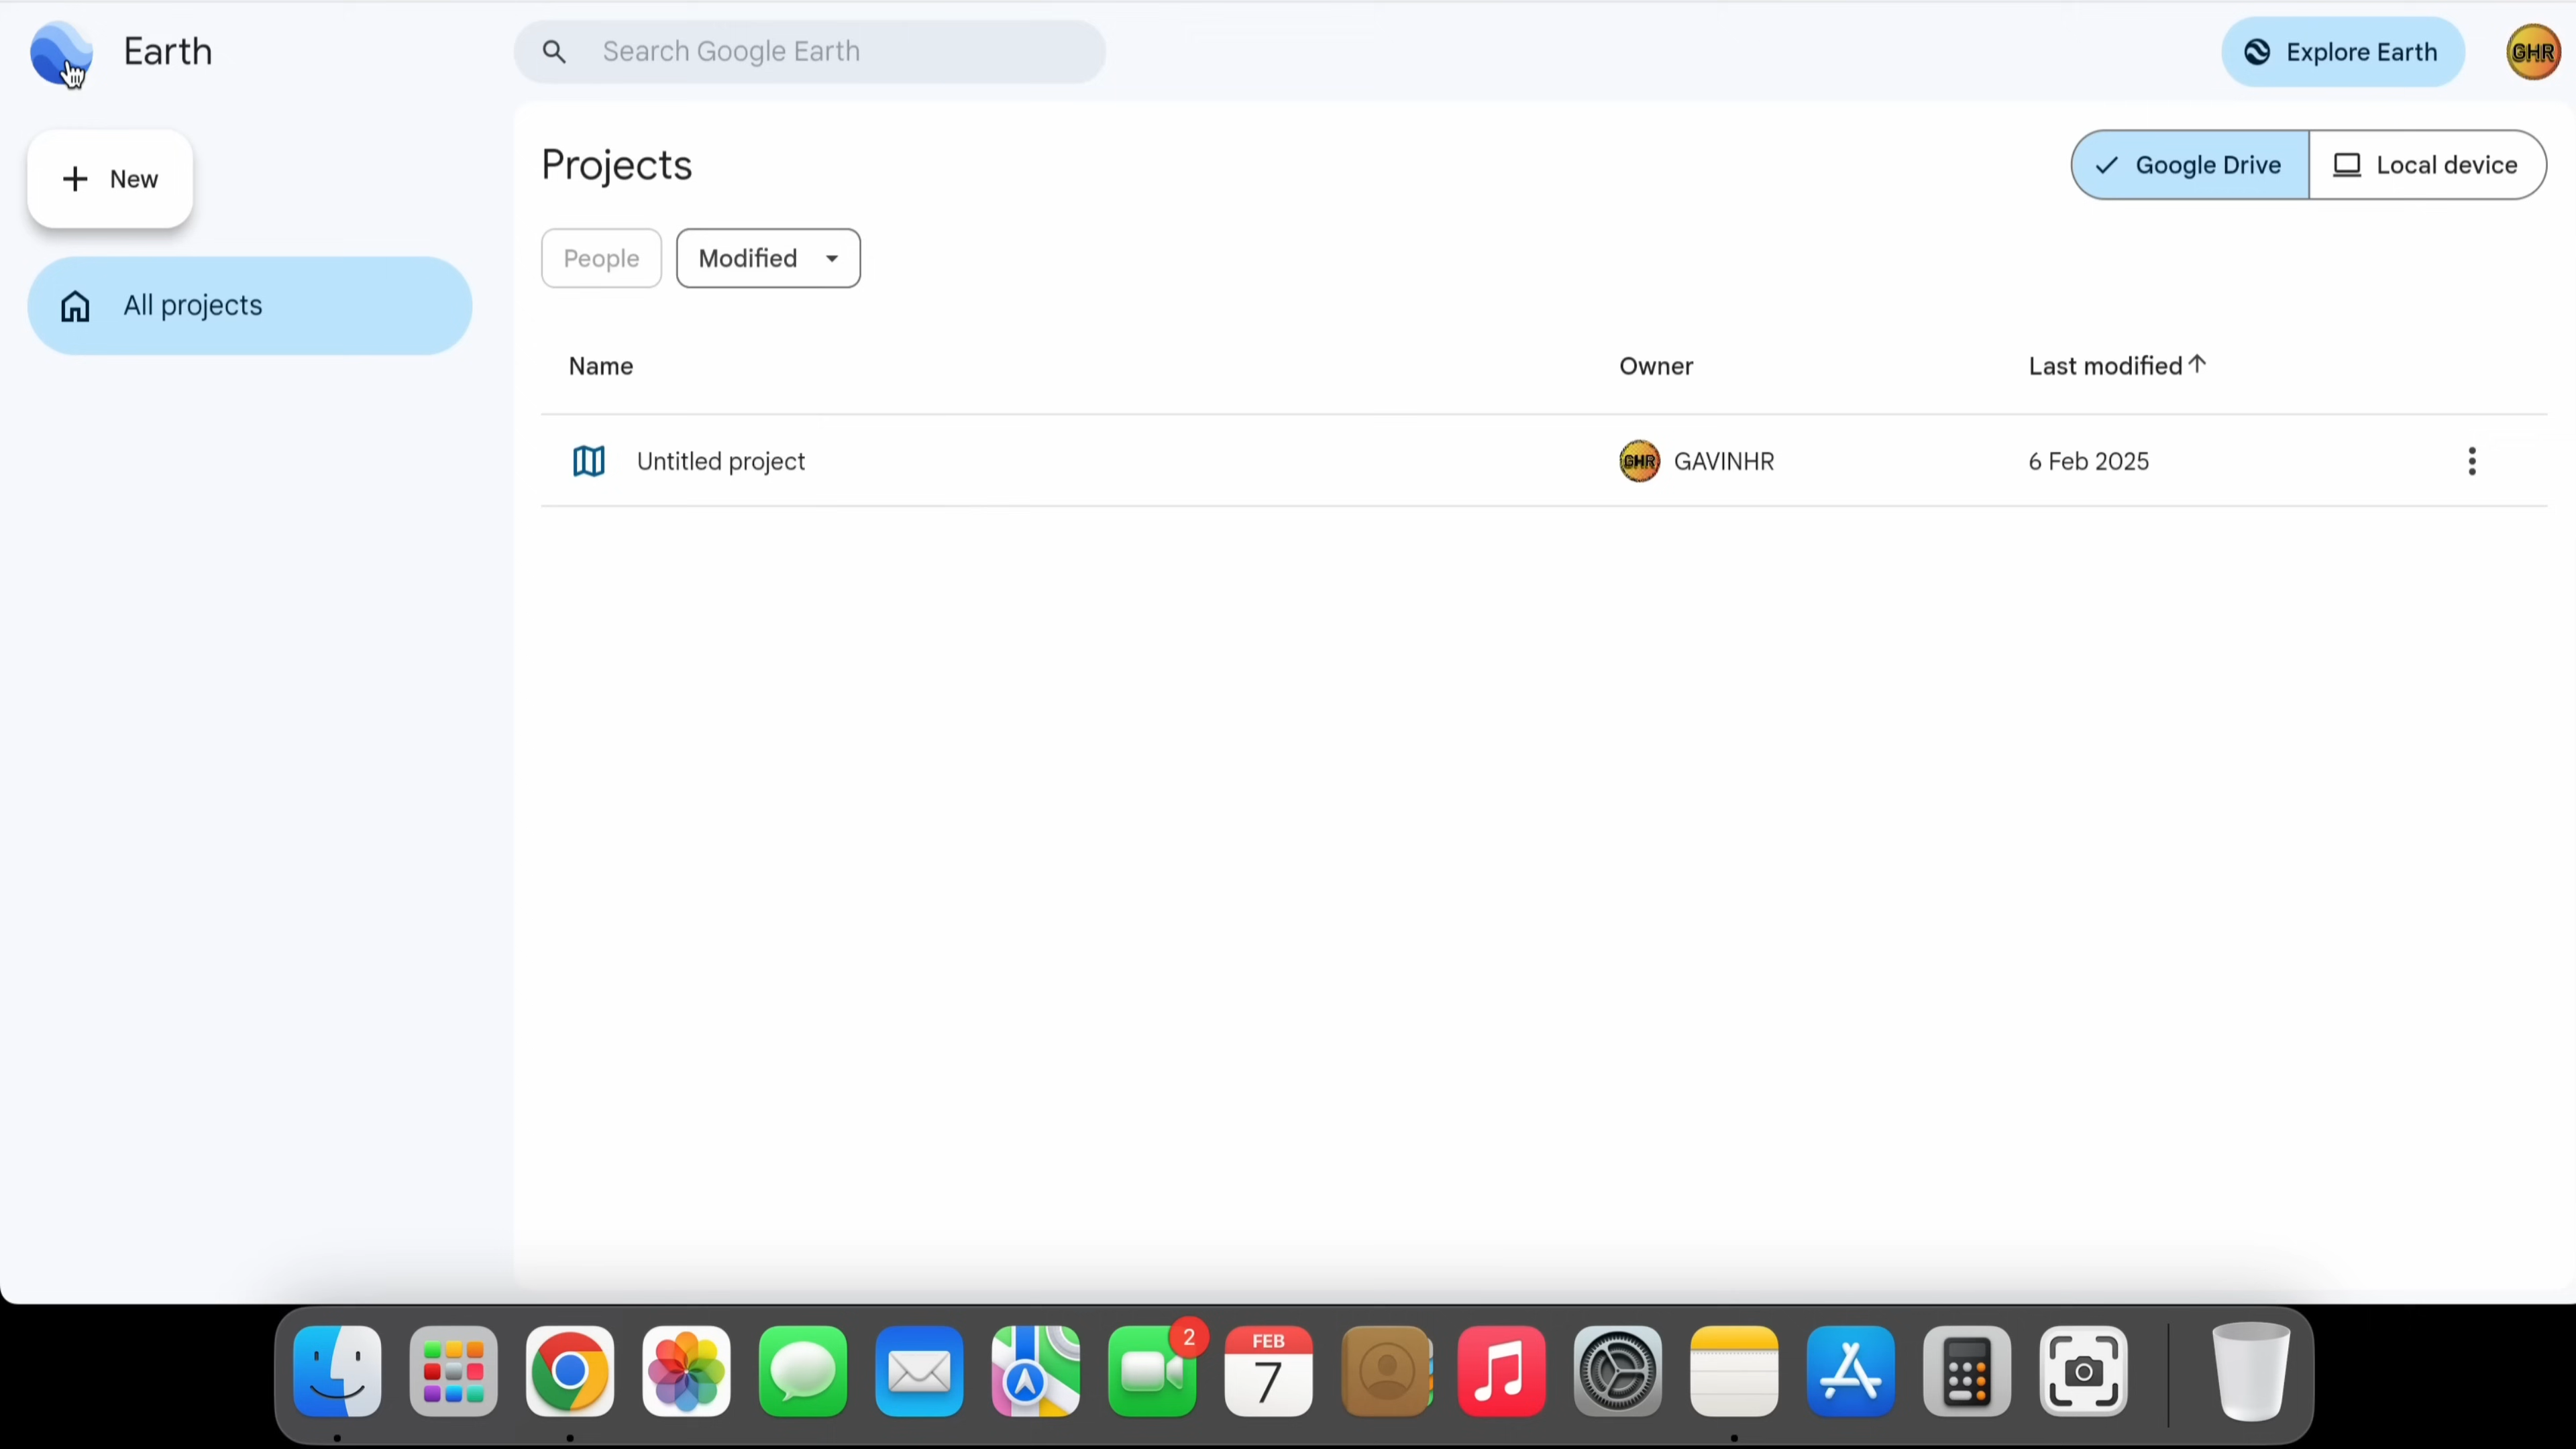 Earth
Search Google Earth
Explore Earth
GHR
New
Projects
Google Drive
Local device
People
Modified
All projects
Name
Owner
Last modified
Untitled project
GHR
GAVINHR
6 Feb 2025
2
FEB
7